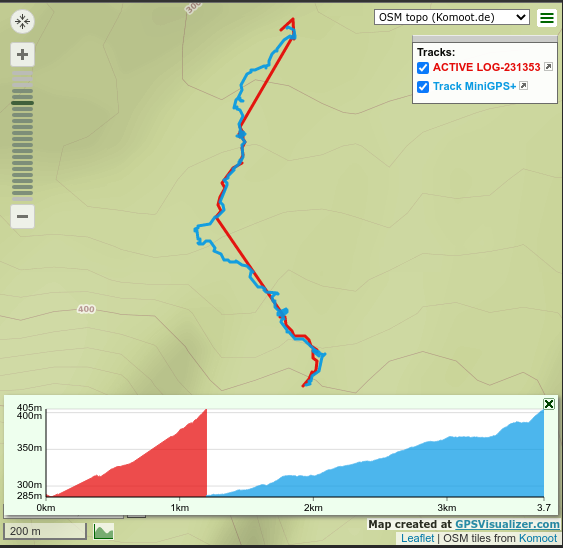 300
OSM topo (Komoot.de)
Tracks:
ACTIVE LOG-231353
Track MiniGPS+
400
405m
400m
350m
300m
285m
0km 1km 2km 3km 3.7
Map created at GPSVisualizer.com
200 m
Leaflet | OSM tiles from Komoot